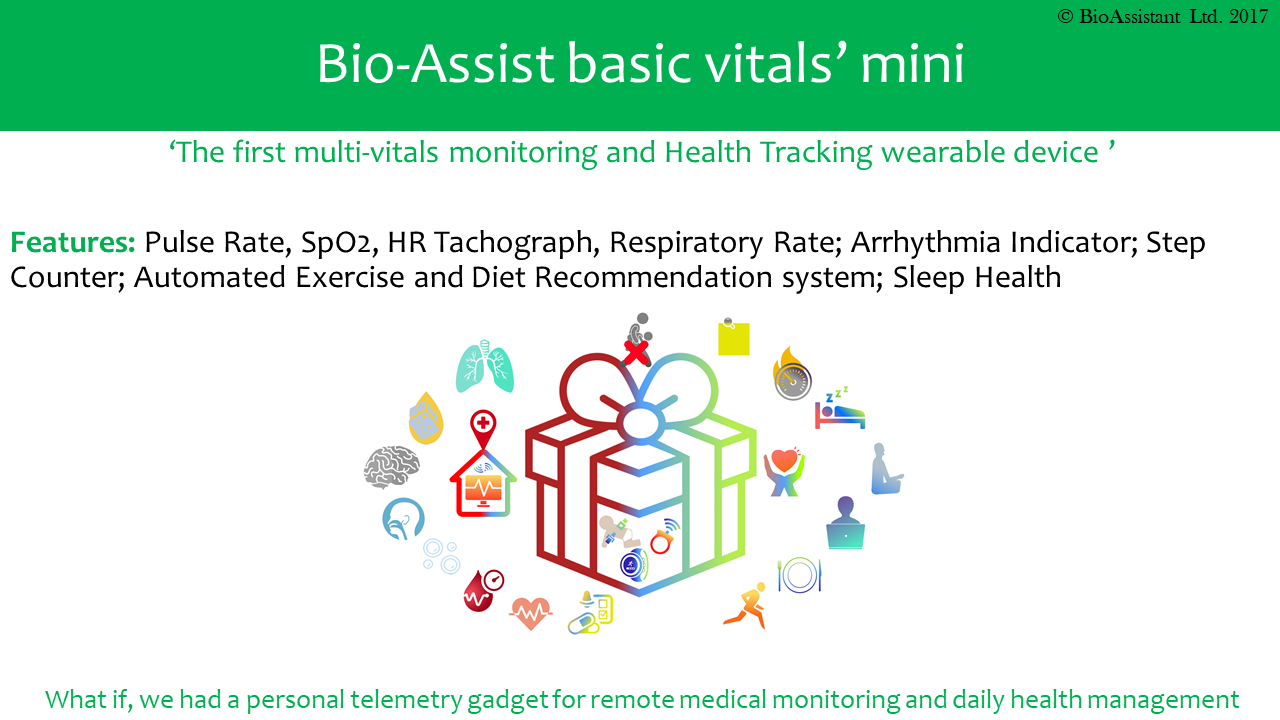 © BioAssistant Ltd. 2017
Bio-Assist basic vitals’ mini
‘The first multi-vitals monitoring and Health Tracking wearable device ’
Features: Pulse Rate, SpO2, HR Tachograph, Respiratory Rate; Arrhythmia Indicator; Step
Counter; Automated Exercise and Diet Recommendation system; Sleep Health
z z z
What if, we had a personal telemetry gadget for remote medical monitoring and daily health management